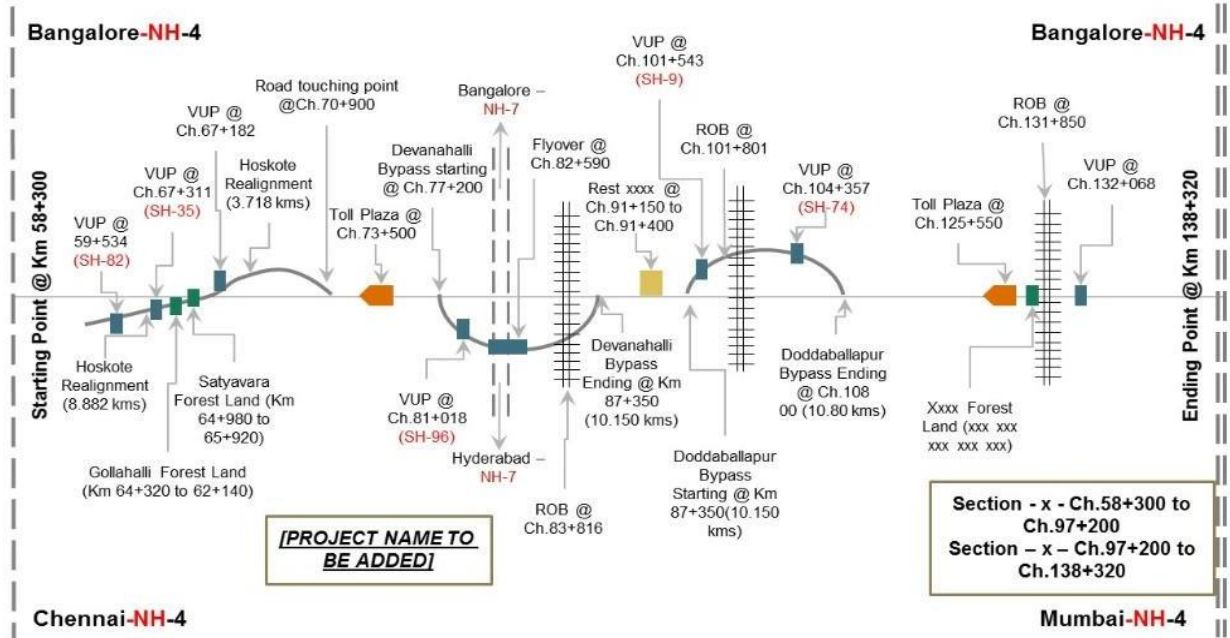 Bangalore-NH-4
Bangalore-NH-4
Starting Point @ Km 58+300
VUP @
59+534
(SH-82)
VUP @
Ch.67+311
(SH-35)
VUP @
Ch.67+182
Hoskote
Realignment
(3.718 kms)
Road touching point
@Ch.70+900
Toll Plaza @
Ch.73+500
Devanahalli
Bypass starting
@ Ch.77+200
Bangalore –
NH-7
Flyover @
Ch.82+590
VUP @
Ch.101+543
(SH-9)
Rest xxxx @
Ch.91+150 to
Ch.91+400
ROB @
Ch.101+801
VUP @
Ch.104+357
(SH-74)
Toll Plaza @
Ch.125+550
ROB @
Ch.131+850
VUP @
Ch.132+068
Ending Point @ Km 138+320
Hoskote
Realignment
(8.882 kms)
Satyavara
Forest Land (Km
64+980 to
65+920)
Gollahalli Forest Land
(Km 64+320 to 62+140)
VUP @
Ch.81+018
(SH-96)
Hyderabad –
NH-7
ROB @
Ch.83+816
Devanahalli
Bypass
Ending @ Km
87+350
(10.150 kms)
Doddaballapur
Bypass
Starting @ Km
87+350(10.150
kms)
Doddaballapur
Bypass Ending
@ Ch.108
00 (10.80 kms)
Xxxx Forest
Land (xxx xxx
xxx xxx xxx)
[PROJECT NAME TO
BE ADDED]
Section - x - Ch.58+300 to
Ch.97+200
Section – x – Ch.97+200 to
Ch.138+320
Chennai-NH-4
Mumbai-NH-4